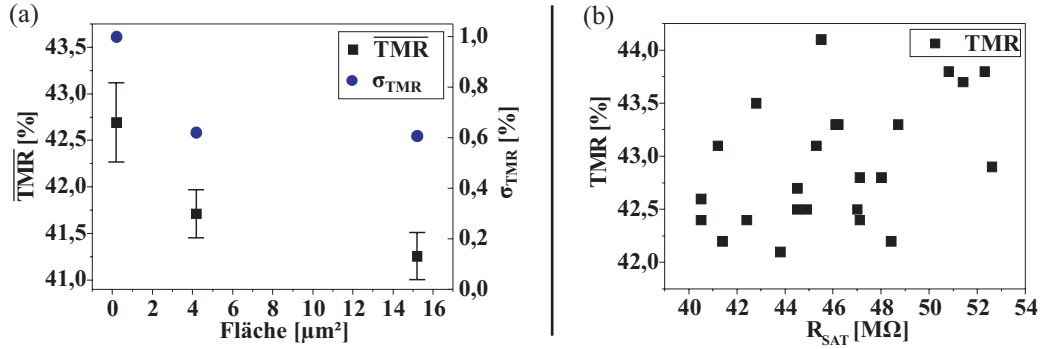 (a)
43,5
43,0
42,5
42,0
41,5
41,0
TMR [%]
TMR
σTMR
1,0
0,8
0,6
0,4
0,2
0,0
σTMR [%]
0 2 4 6 8 10 12 14 16
Fläche [µm²]
(b)
44,0
43,5
43,0
42,5
42,0
TMR [%]
TMR
40 42 44 46 48 50 52 54
RSAT [MΩ]